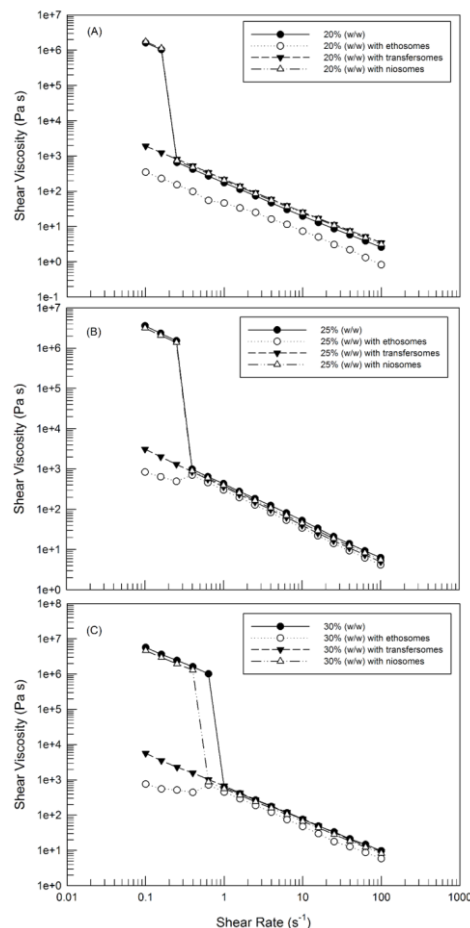 (A)
20% (w/w)
20% (w/w) with ethosomes
20% (w/w) with transfersomes
20% (w/w) with niosomes
Shear Viscosity (Pa s)
1e+7
1e+6
1e+5
1e+4
1e+3
1e+2
1e+1
1e+0
1e-1
(B)
25% (w/w)
25% (w/w) with ethosomes
25% (w/w) with transfersomes
25% (w/w) with niosomes
Shear Viscosity (Pa s)
1e+7
1e+6
1e+5
1e+4
1e+3
1e+2
1e+1
1e+0
(C)
30% (w/w)
30% (w/w) with ethosomes
30% (w/w) with transfersomes
30% (w/w) with niosomes
Shear Viscosity (Pa s)
1e+8
1e+7
1e+6
1e+5
1e+4
1e+3
1e+2
1e+1
1e+0
0.01 0.1 1 10 100 1000
Shear Rate (s⁻¹)